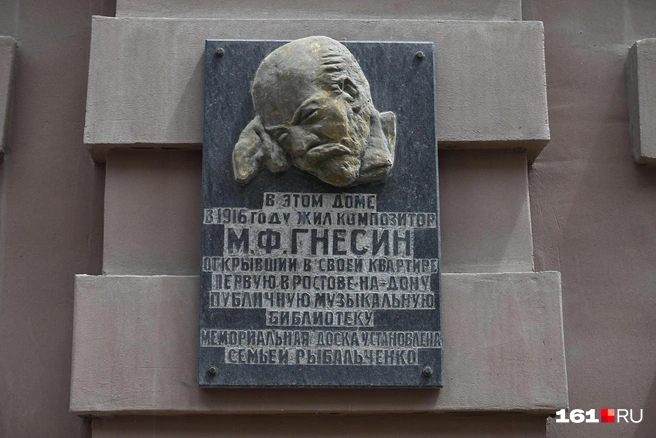 В ЭТОМ ДОМЕ
В 1916 ГОДУ ЖИЛ КОМПОЗИТОР
М.Ф. ГНЕСИН
ОТКРЫВШИЙ В СВОЕЙ КВАРТИРЕ
ПЕРВУЮ В РОСТОВЕ-НА-ДОНУ
ПУБЛИЧНУЮ МУЗЫКАЛЬНУЮ
БИБЛИОТЕКУ
МЕМОРИАЛЬНАЯ ДОСКА УСТАНОВЛЕНА
СЕМЬЕЙ РЫБАЛЬЧЕНКО
161.RU